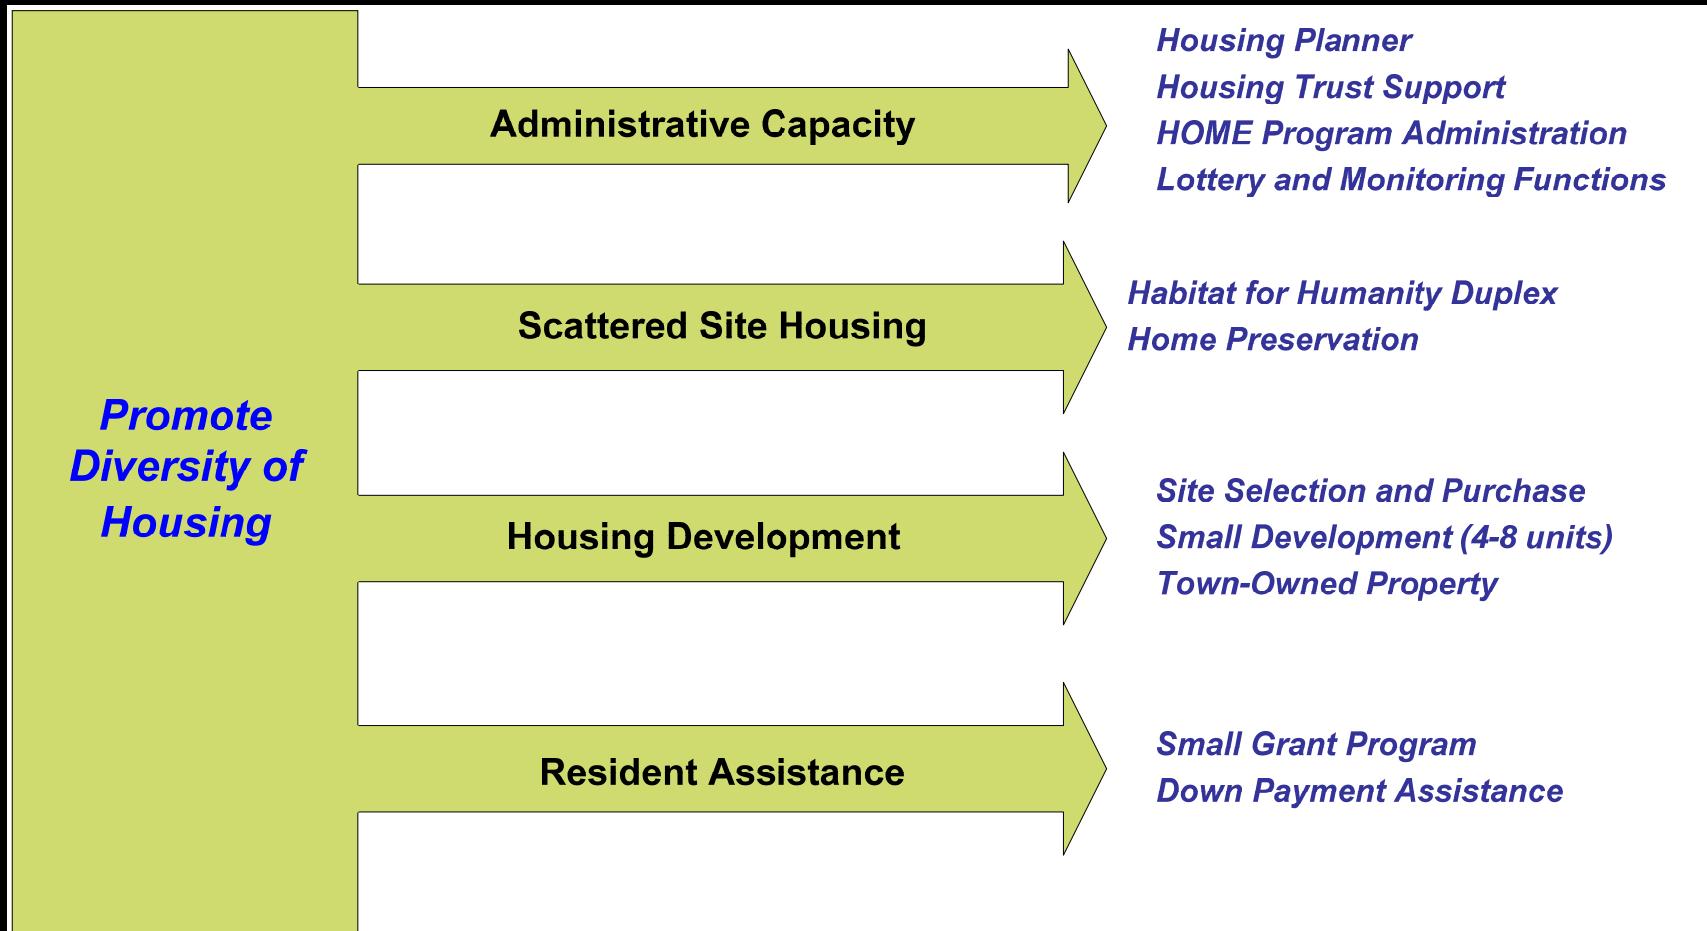 Promote
Diversity of
Housing
Administrative Capacity
Housing Planner
Housing Trust Support
HOME Program Administration
Lottery and Monitoring Functions
Scattered Site Housing
Habitat for Humanity Duplex
Home Preservation
Housing Development
Site Selection and Purchase
Small Development (4-8 units)
Town-Owned Property
Resident Assistance
Small Grant Program
Down Payment Assistance